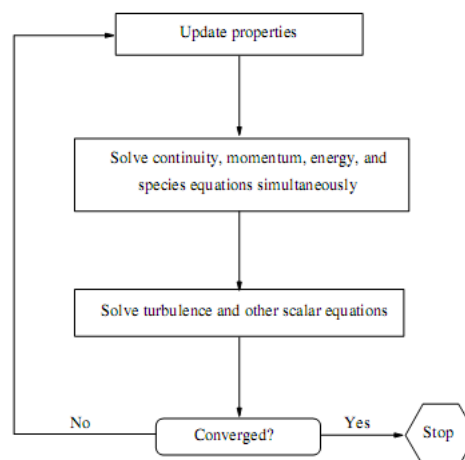 Update properties
Solve continuity, momentum, energy, and
species equations simultaneously
Solve turbulence and other scalar equations
No
Converged?
Yes
Stop